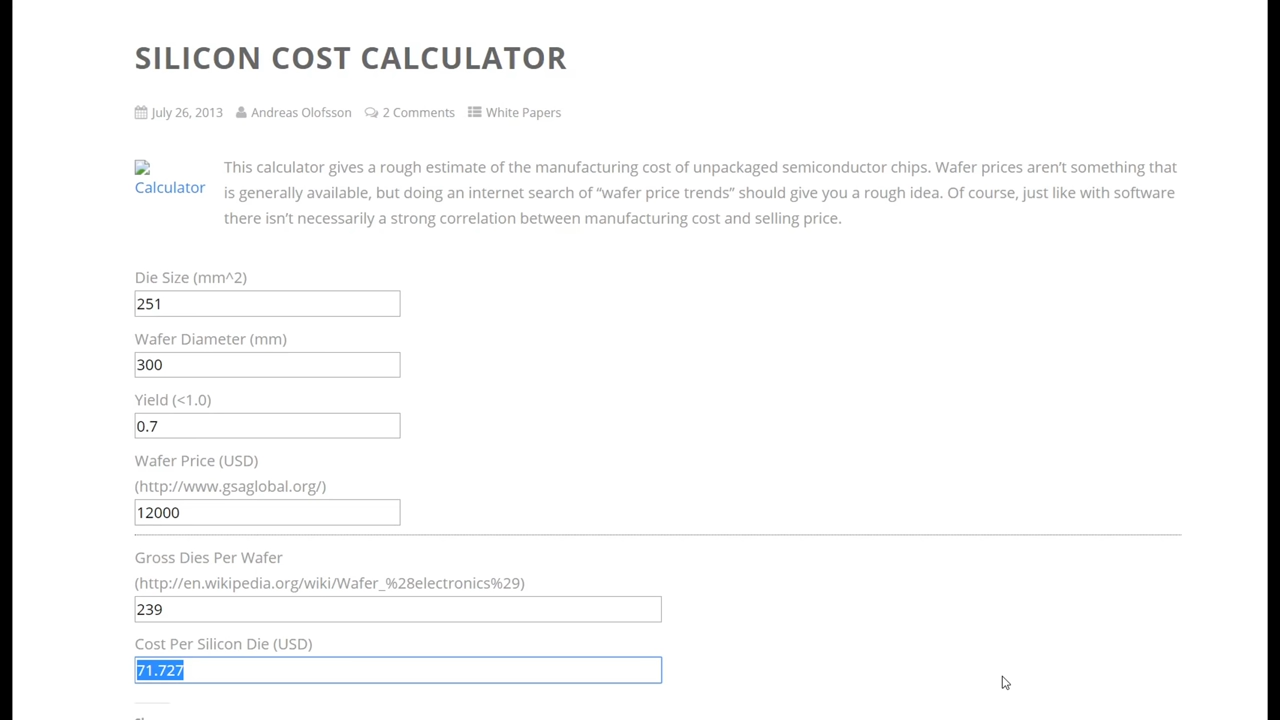 SILICON COST CALCULATOR
July 26, 2013 Andreas Olofsson 2 Comments White Papers
Calculator
This calculator gives a rough estimate of the manufacturing cost of unpackaged semiconductor chips. Wafer prices aren’t something that
is generally available, but doing an internet search of “wafer price trends” should give you a rough idea. Of course, just like with software
there isn’t necessarily a strong correlation between manufacturing cost and selling price.
Die Size (mm^2)
251
Wafer Diameter (mm)
300
Yield (<1.0)
0.7
Wafer Price (USD)
(http://www.gsaglobal.org/)
12000
Gross Dies Per Wafer
(http://en.wikipedia.org/wiki/Wafer_%28electronics%29)
239
Cost Per Silicon Die (USD)
71.727